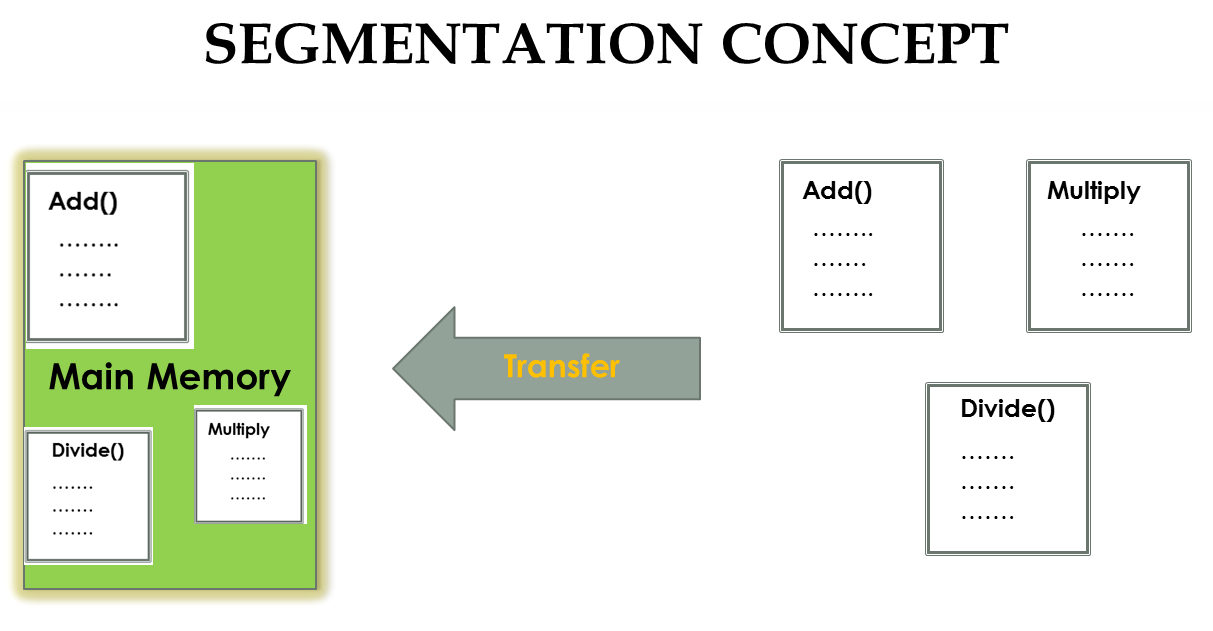 SEGMENTATION CONCEPT
Add()
……..
…….
……..
Main Memory
Divide()
…….
…….
…….
Multiply
…….
…….
…….
Transfer
Add()
……..
…….
……..
Multiply
…….
…….
…….
Divide()
…….
…….
…….